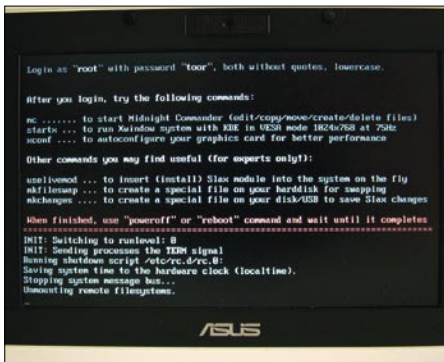 Login as "root" with password "toor", both without quotes, lowercase.
After you login, try the following commands:
mc ....... to start Midnight Commander (edit/copy/move/create/delete files)
startx ... to run Xwindow system with KDE in VESA mode 1024x768 at 75Hz
xconf .... to autoconfigure your graphics card for better performance
Other commands you may find useful (for experts only!):
uselivemod ... to insert (install) Slax module into the system on the fly
mkfileswap ... to create a special file on your harddisk for swapping
mkchanges .... to create a special file on your disk/USB to save Slax changes
When finished, use "poweroff" or "reboot" command and wait until it completes
INIT: Switching to runlevel: 0
INIT: Sending processes the TERM signal
Running shutdown script /etc/rc.d/rc.0:
Saving system time to the hardware clock (localtime).
Stopping system message bus...
Unmounting remote filesystems.
ASUS